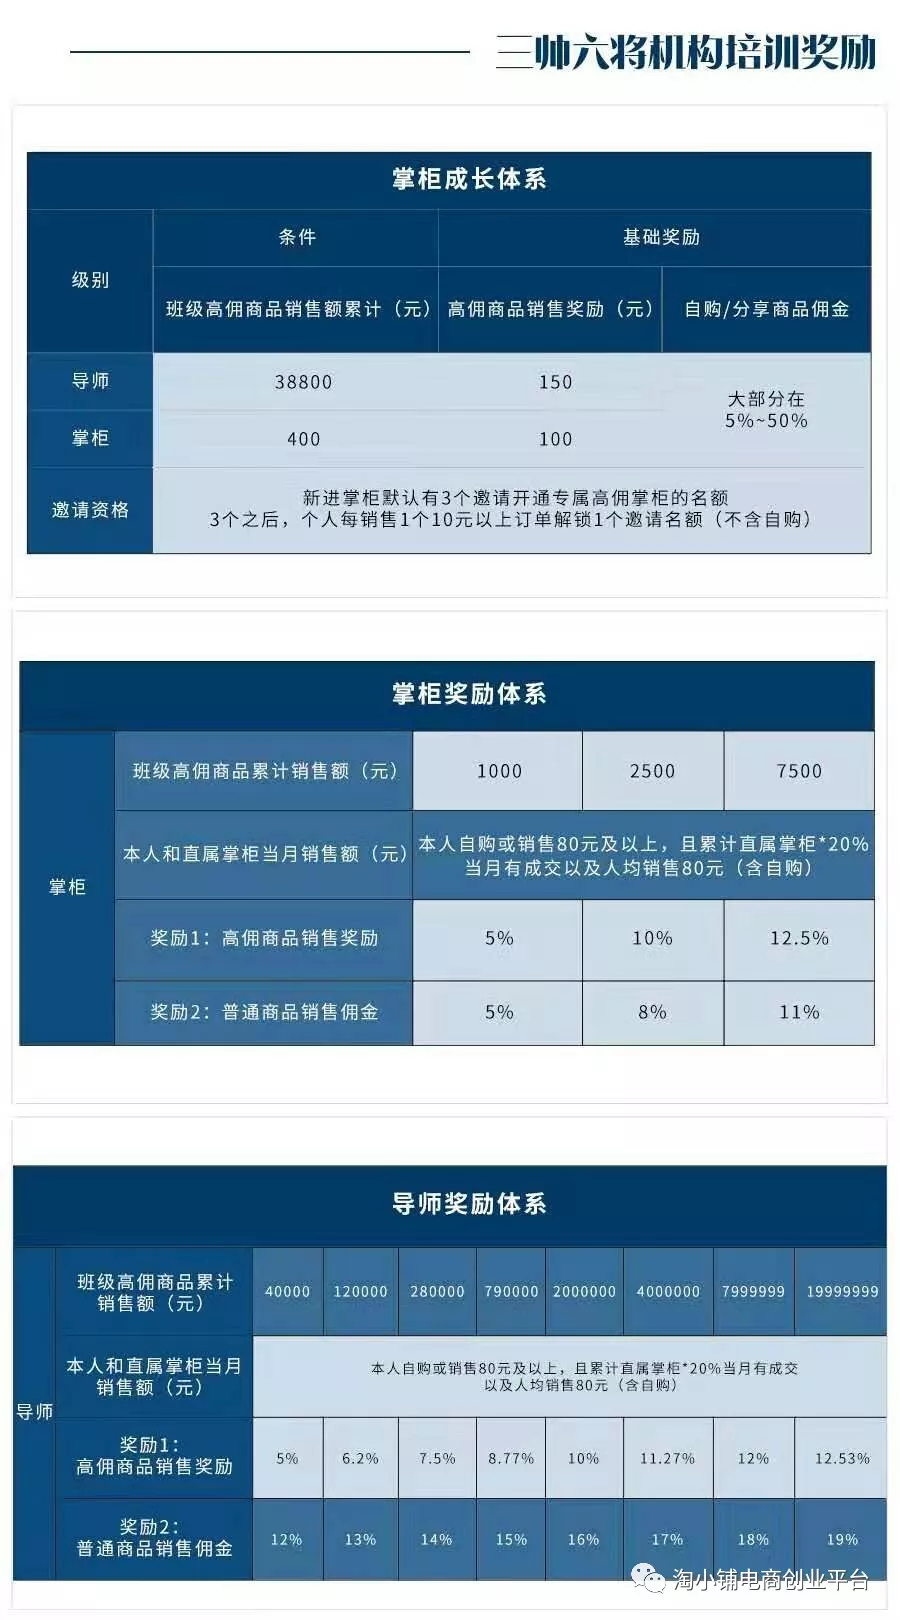 三帅六将机构培训奖励
掌柜成长体系
级别
条件
基础奖励
班级高佣商品销售额累计（元）
高佣商品销售奖励（元）
自购/分享商品佣金
导师
38800
150
大部分在
5%~50%
掌柜
400
100
邀请资格
新进掌柜默认有3个邀请开通专属高佣掌柜的名额
3个之后，个人每销售1个10元以上订单解锁1个邀请名额（不含自购）
掌柜奖励体系
掌柜
班级高佣商品累计销售额（元）
1000
2500
7500
本人和直属掌柜当月销售额（元）
本人自购或销售80元及以上，且累计直属掌柜*20%
当月有成交以及人均销售80元（含自购）
奖励1：高佣商品销售奖励
5%
10%
12.5%
奖励2：普通商品销售佣金
5%
8%
11%
导师奖励体系
导师
班级高佣商品累计
销售额（元）
40000
120000
280000
790000
2000000
4000000
7999999
19999999
本人和直属掌柜当月
销售额（元）
本人自购或销售80元及以上，且累计直属掌柜*20%当月有成交
以及人均销售80元（含自购）
奖励1：
高佣商品销售奖励
5%
6.2%
7.5%
8.77%
10%
11.27%
12%
12.53%
奖励2：
普通商品销售佣金
12%
13%
14%
15%
16%
17%
18%
19%
淘小铺电商创业平台